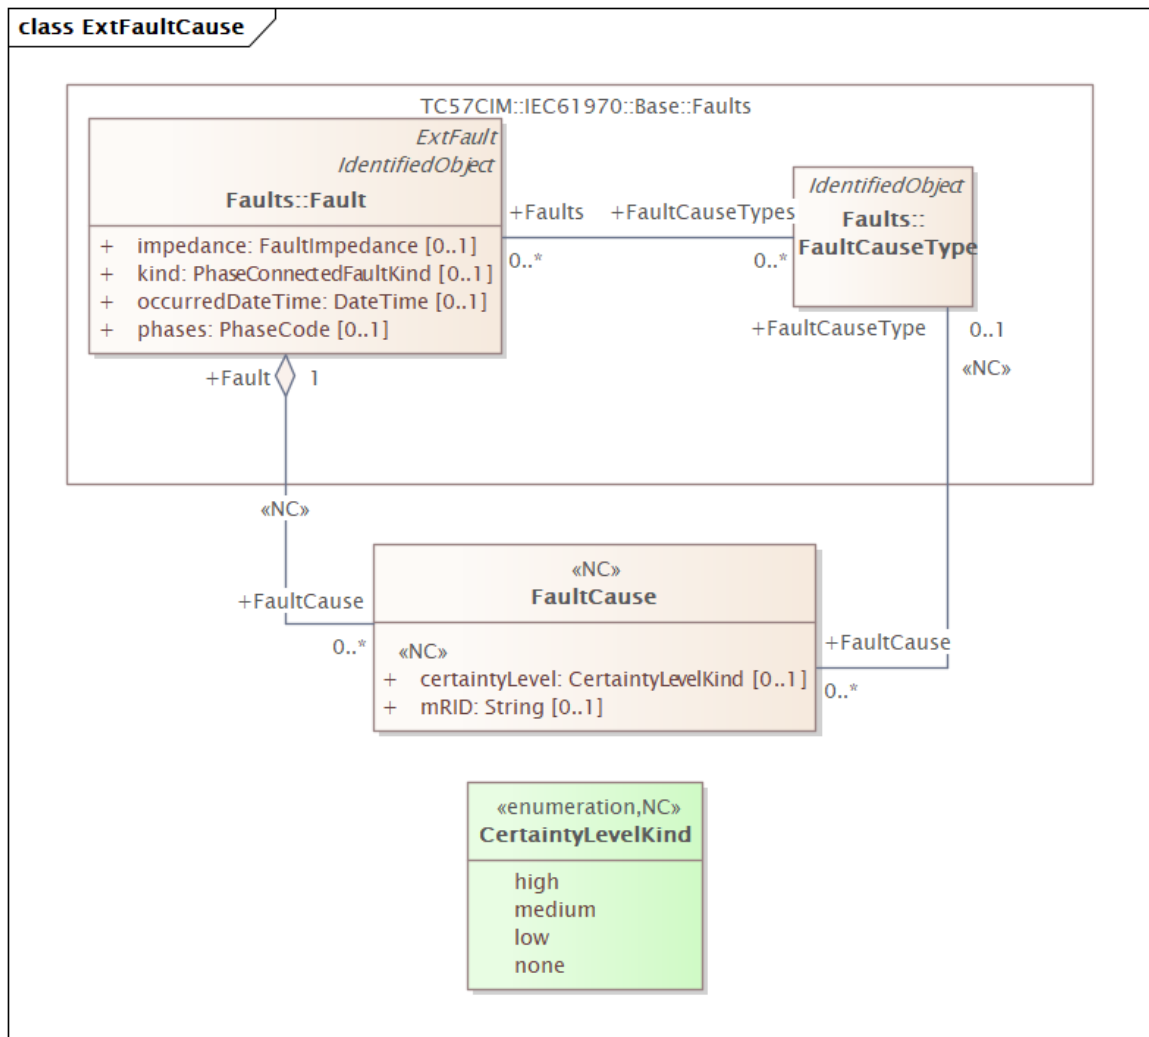 class ExtFaultCause
TC57CIM::IEC61970::Base::Faults
ExtFault
IdentifiedObject
Faults::Fault
+ impedance: FaultImpedance [0..1]
+ kind: PhaseConnectedFaultKind [0..1]
+ occurredDateTime: DateTime [0..1]
+ phases: PhaseCode [0..1]
+Faults
+FaultCauseTypes
0..*
0..*
IdentifiedObject
Faults::
FaultCauseType
+FaultCauseType
0..1
«NC»
+Fault
1
«NC»
+FaultCause
0..*
«NC»
FaultCause
«NC»
+ certaintyLevel: CertaintyLevelKind [0..1]
+ mRID: String [0..1]
+FaultCause
0..*
«enumeration,NC»
CertaintyLevelKind
high
medium
low
none